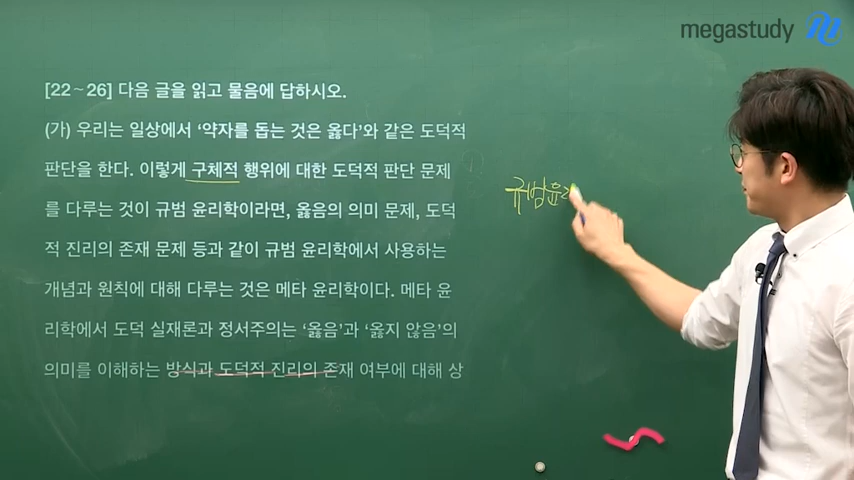 megastudy
[22~26] 다음 글을 읽고 물음에 답하시오.
(가) 우리는 일상에서 ‘약자를 돕는 것은 옳다’와 같은 도덕적
판단을 한다. 이렇게 구체적 행위에 대한 도덕적 판단 문제
를 다루는 것이 규범 윤리학이라면, 옳음의 의미 문제, 도덕
적 진리의 존재 문제 등과 같이 규범 윤리학에서 사용하는
개념과 원칙에 대해 다루는 것은 메타 윤리학이다. 메타 윤
리학에서 도덕 실재론과 정서주의는 ‘옳음’과 ‘옳지 않음’의
의미를 이해하는 방식과 도덕적 진리의 존재 여부에 대해 상
규범윤